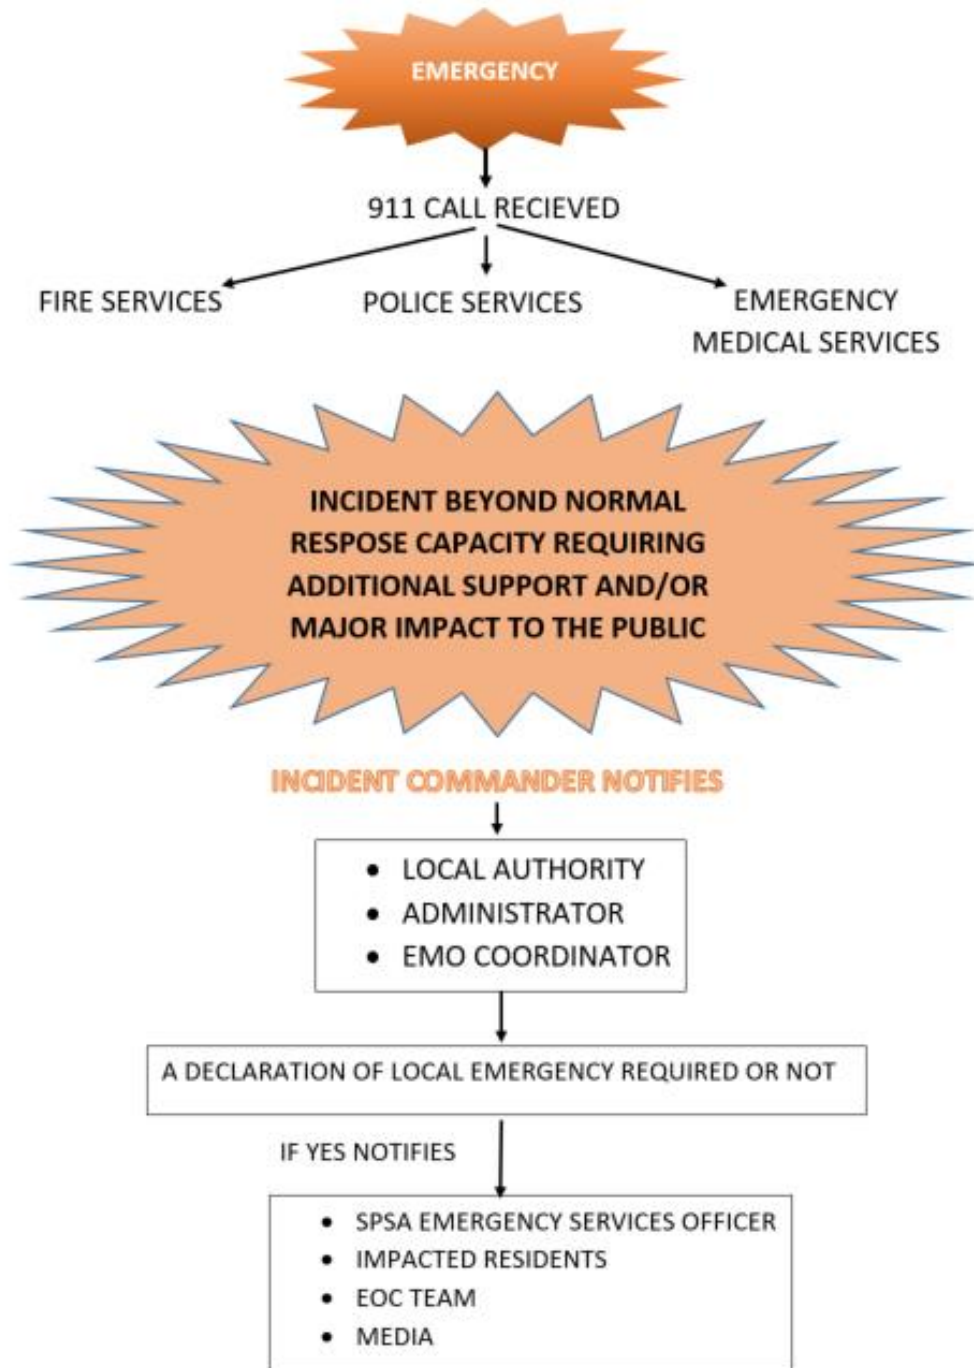 EMERGENCY
911 CALL RECIEVED
FIRE SERVICES
POLICE SERVICES
EMERGENCY
MEDICAL SERVICES
INCIDENT BEYOND NORMAL
RESPOSE CAPACITY REQUIRING
ADDITIONAL SUPPORT AND/OR
MAJOR IMPACT TO THE PUBLIC
INCIDENT COMMANDER NOTIFIES
• LOCAL AUTHORITY
• ADMINISTRATOR
• EMO COORDINATOR
A DECLARATION OF LOCAL EMERGENCY REQUIRED OR NOT
IF YES NOTIFIES
• SPSA EMERGENCY SERVICES OFFICER
• IMPACTED RESIDENTS
• EOC TEAM
• MEDIA